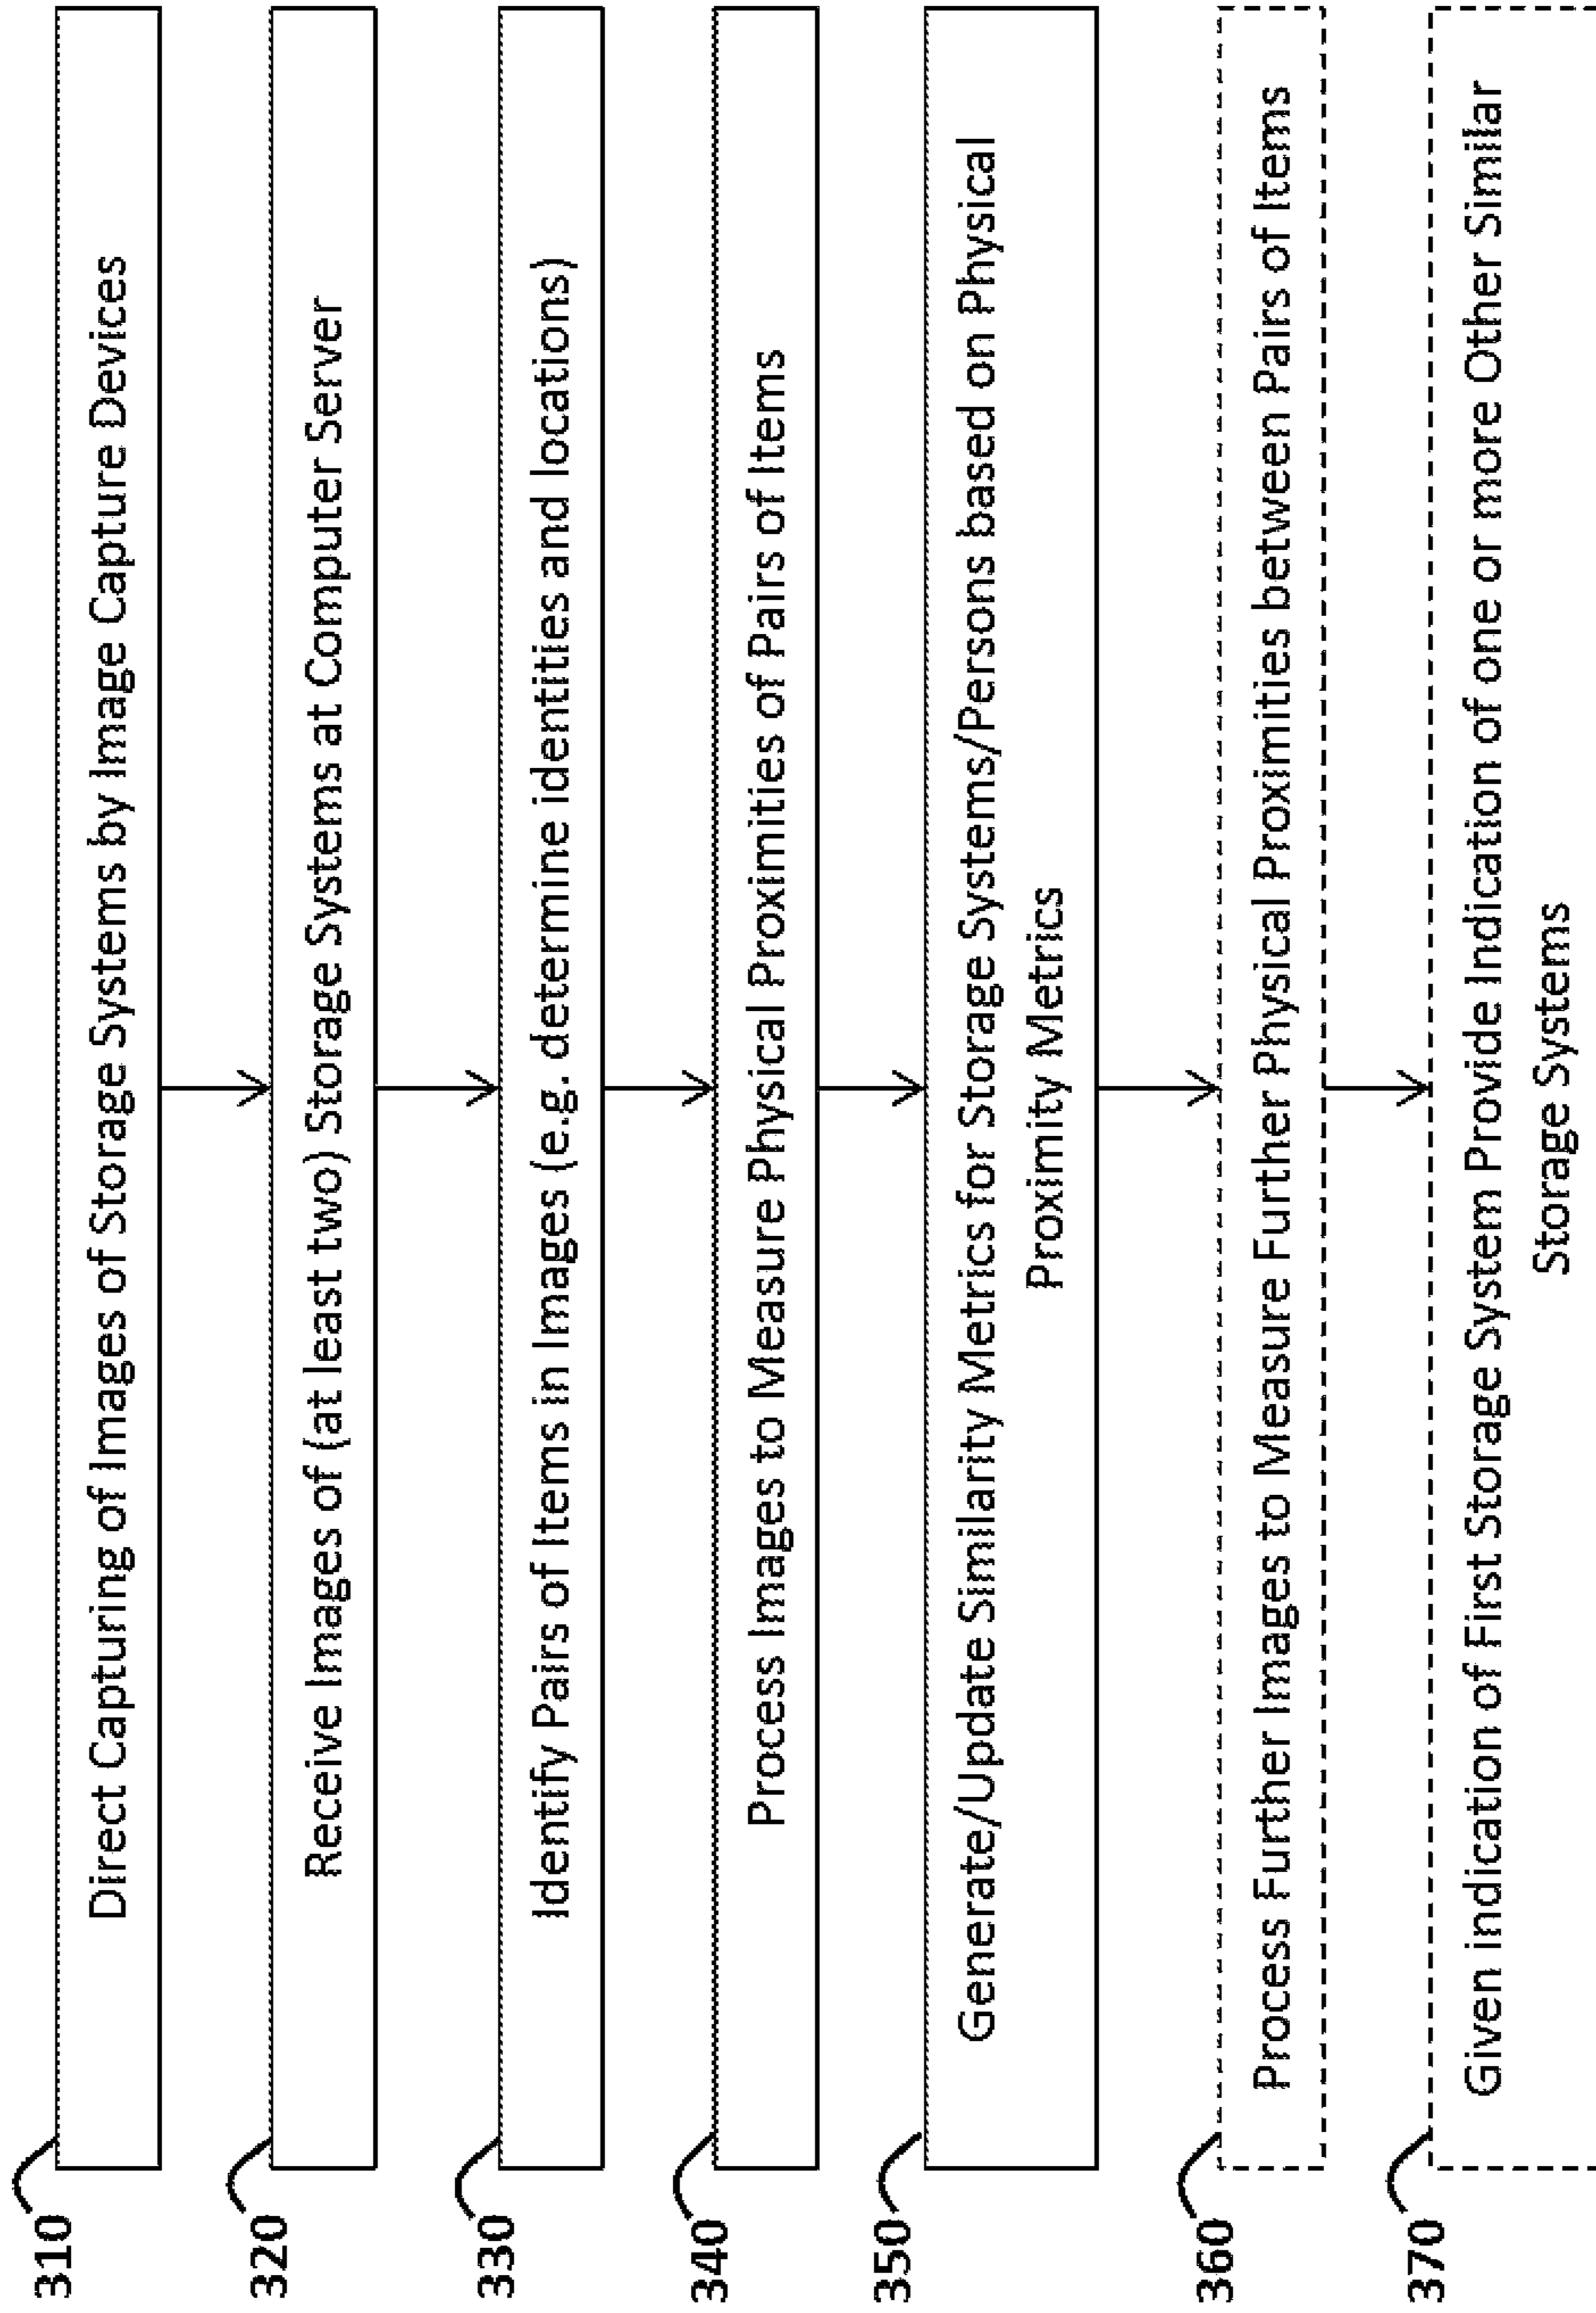 310
Direct Capturing of Images of Storage Systems by Image Capture Devices
320
Receive Images of (at least two) Storage Systems at Computer Server
330
Identify Pairs of Items in Images (e.g. determine identities and locations)
340
Process Images to Measure Physical Proximities of Pairs of Items
350
Generate/Update Similarity Metrics for Storage Systems/Persons based on Physical
Proximity Metrics
360
Process Further Images to Measure Further Physical Proximities between Pairs of Items
370
Given indication of First Storage System Provide Indication of one or more Other Similar
Storage Systems